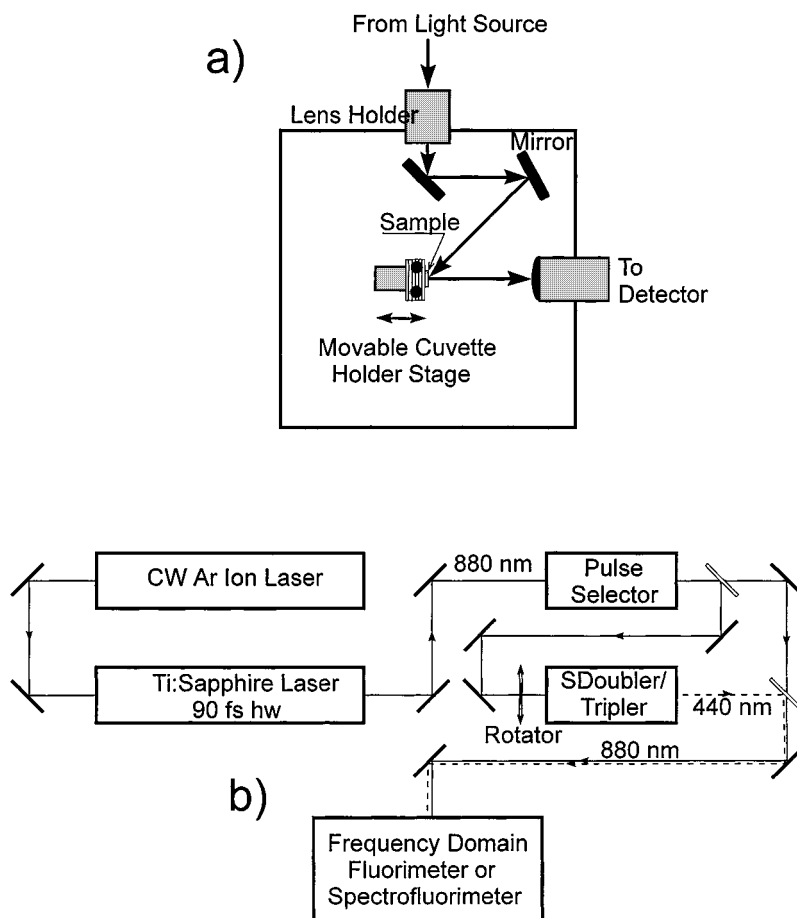 From Light Source
a)
Lens Holder
Mirror
Sample
To
Detector
Movable Cuvette
Holder Stage
CW Ar Ion Laser
880 nm
Pulse
Selector
Ti:Sapphire Laser
90 fs hw
SDoubler/
Tripler
440 nm
Rotator
880 nm
b)
Frequency Domain
Fluorimeter or
Spectrofluorimeter